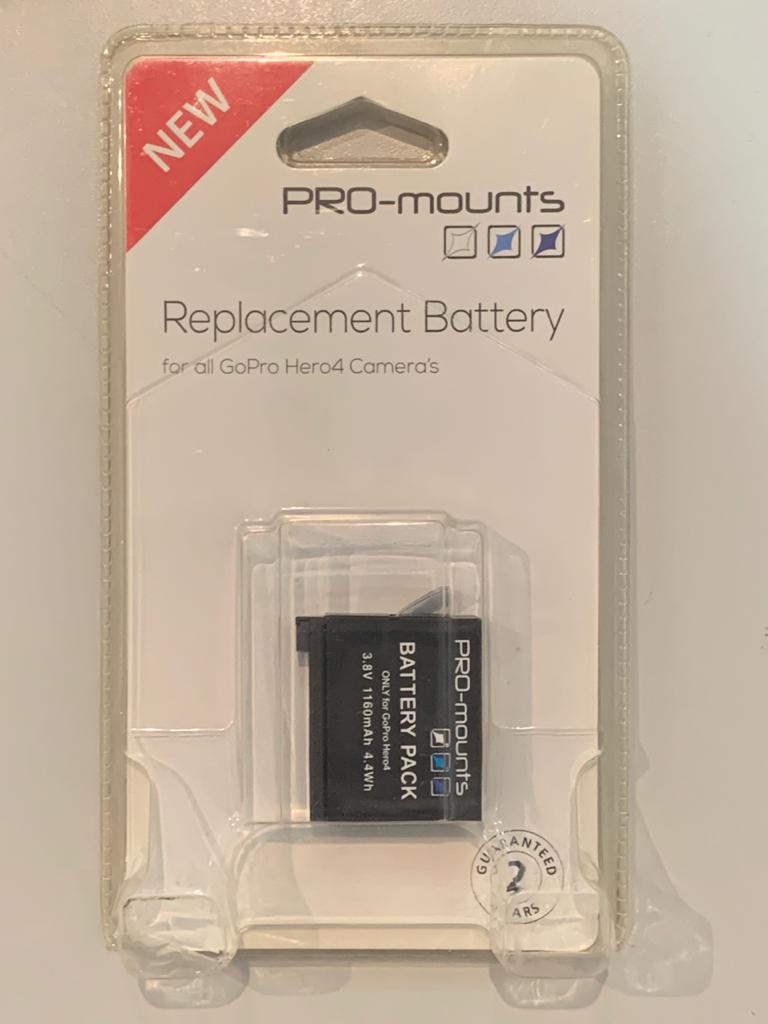 NEW
PRO-mounts
Replacement Battery
for all GoPro Hero4 Camera's
PRO-mounts
BATTERY PACK
ONLY for GoPro Hero4
3.8V 1160mAh 4.4Wh
GUARANTEED
2
YEARS